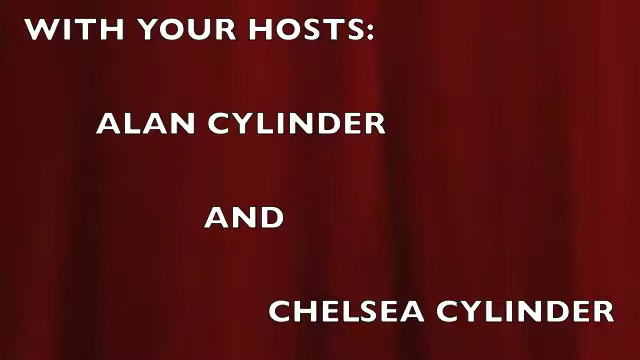 WITH YOUR HOSTS:
ALAN CYLINDER
AND
CHELSEA CYLINDER